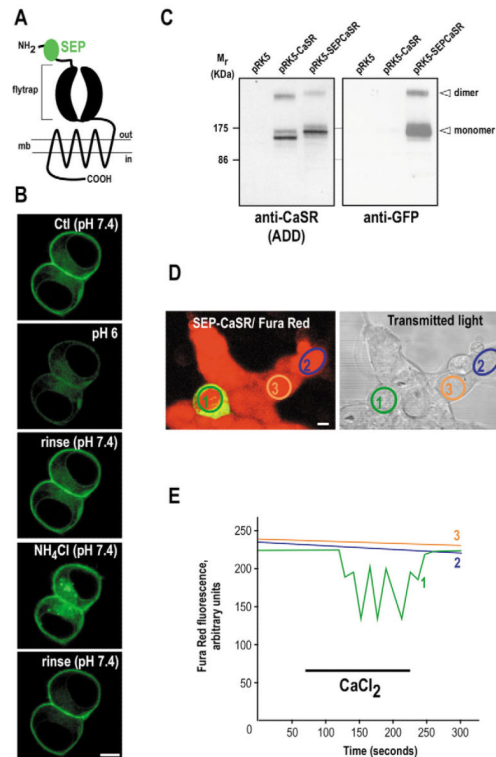 A
NH2
SEP
flytrap
mb
out
in
COOH
B
Ctl (pH 7.4)
pH 6
rinse (pH 7.4)
NH4Cl (pH 7.4)
rinse (pH 7.4)
C
Mr
(KDa)
pRK5
pRK5-CaSR
pRK5-SEPCaSR
pRK5
pRK5-CaSR
pRK5-SEPCaSR
175
86
dimer
monomer
anti-CaSR
(ADD)
anti-GFP
D
SEP-CaSR/ Fura Red
1
2
3
Transmitted light
1
2
3
E
Fura Red fluorescence,
arbitrary units
250
200
150
100
50
0
3
2
1
CaCl2
50 100 150 200 250 300
Time (seconds)